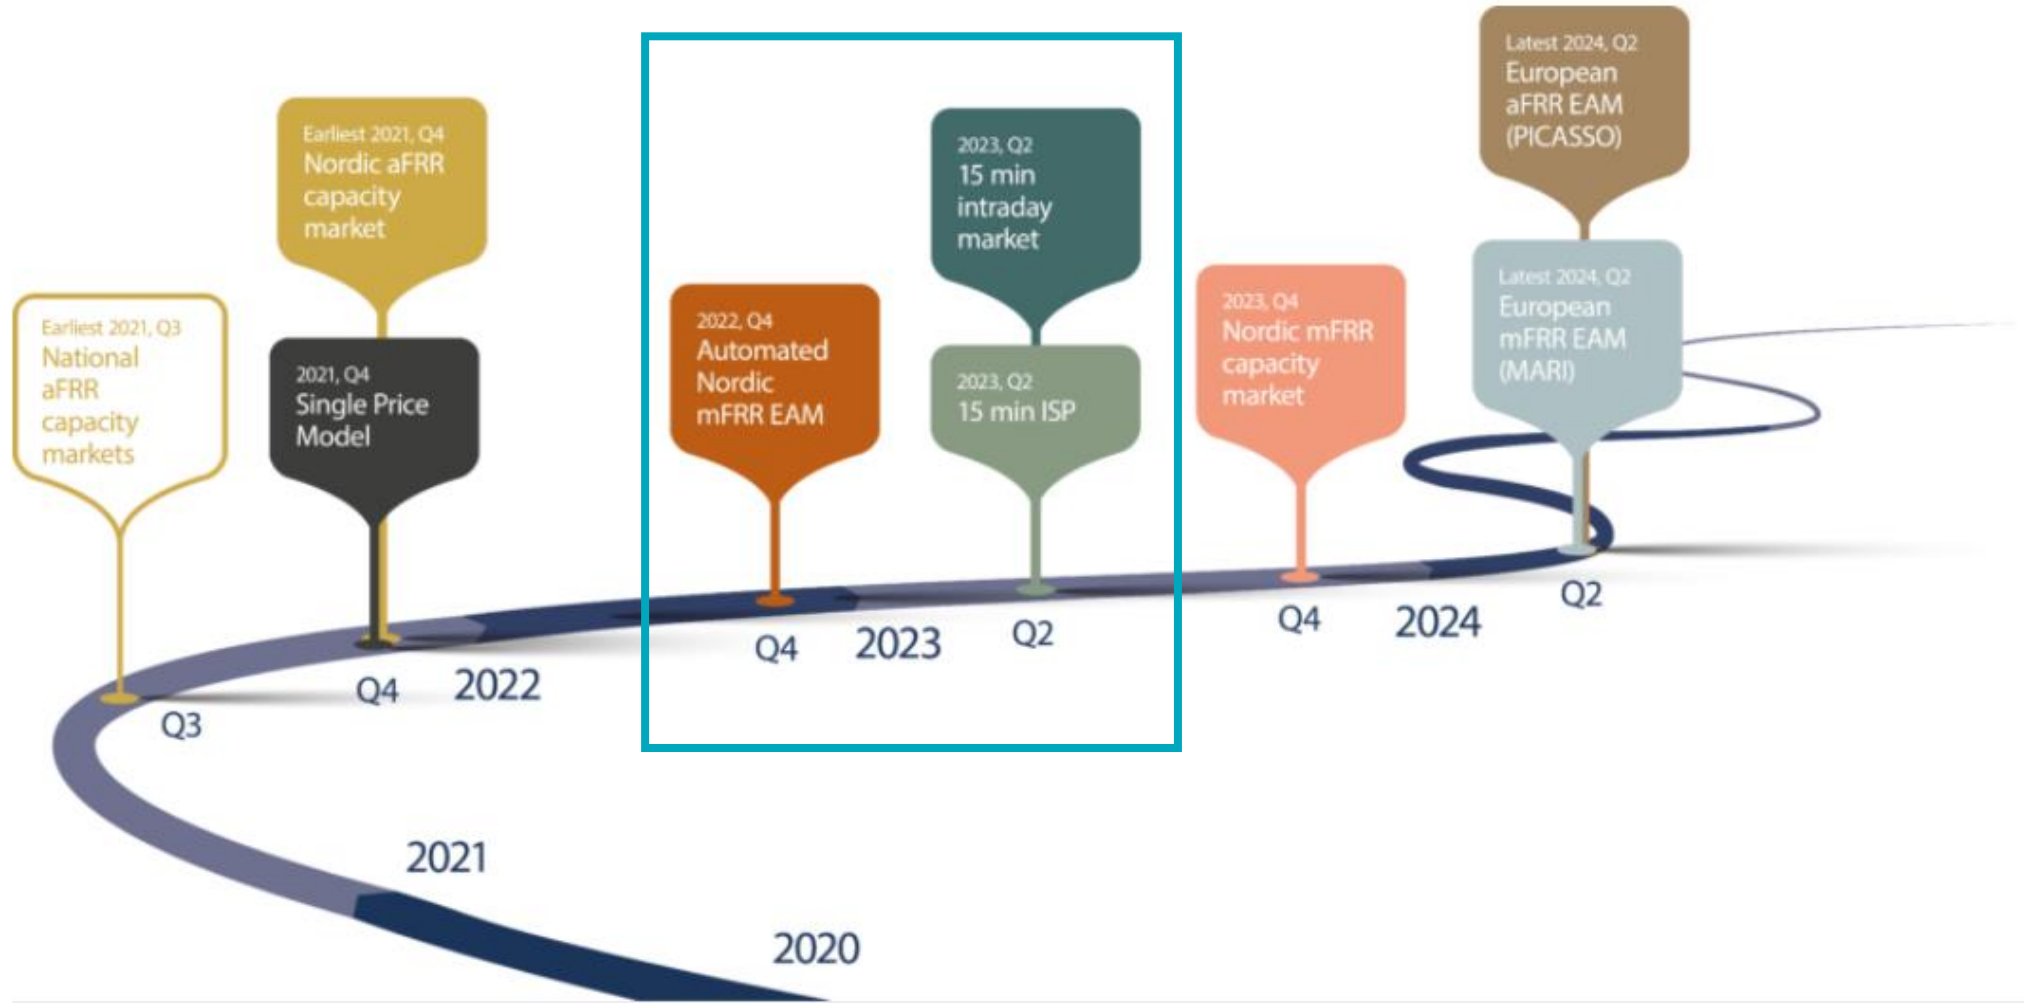 Earliest 2021, Q3
National
aFRR
capacity
markets
Earliest 2021, Q4
Nordic aFRR
capacity
market
2021, Q4
Single Price
Model
2022, Q4
Automated
Nordic
mFRR EAM
2023, Q2
15 min
intraday
market
2023, Q2
15 min ISP
2023, Q4
Nordic mFRR
capacity
market
Latest 2024, Q2
European
aFRR EAM
(PICASSO)
Latest 2024, Q2
European
mFRR EAM
(MARI)
Q3
Q4
2022
Q4
2023
Q2
Q4
2024
Q2
2021
2020